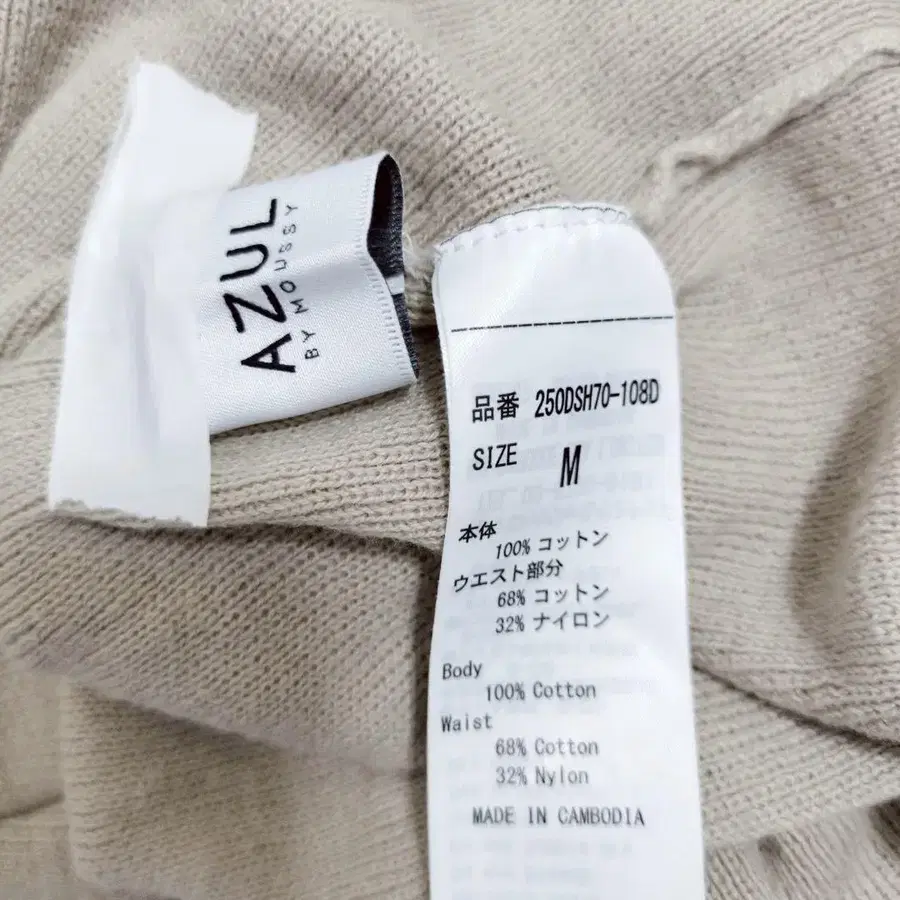 AZUL
BY MOUSSY
品番 250DSH70-108D
SIZE M
本体
100% コットン
ウエスト部分
68% コットン
32% ナイロン
Body
100% Cotton
Waist
68% Cotton
32% Nylon
MADE IN CAMBODIA